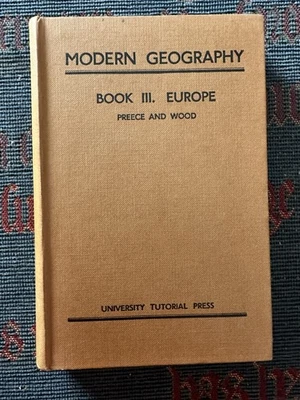 MODERN GEOGRAPHY
BOOK III. EUROPE
PREECE AND WOOD
UNIVERSITY TUTORIAL PRESS